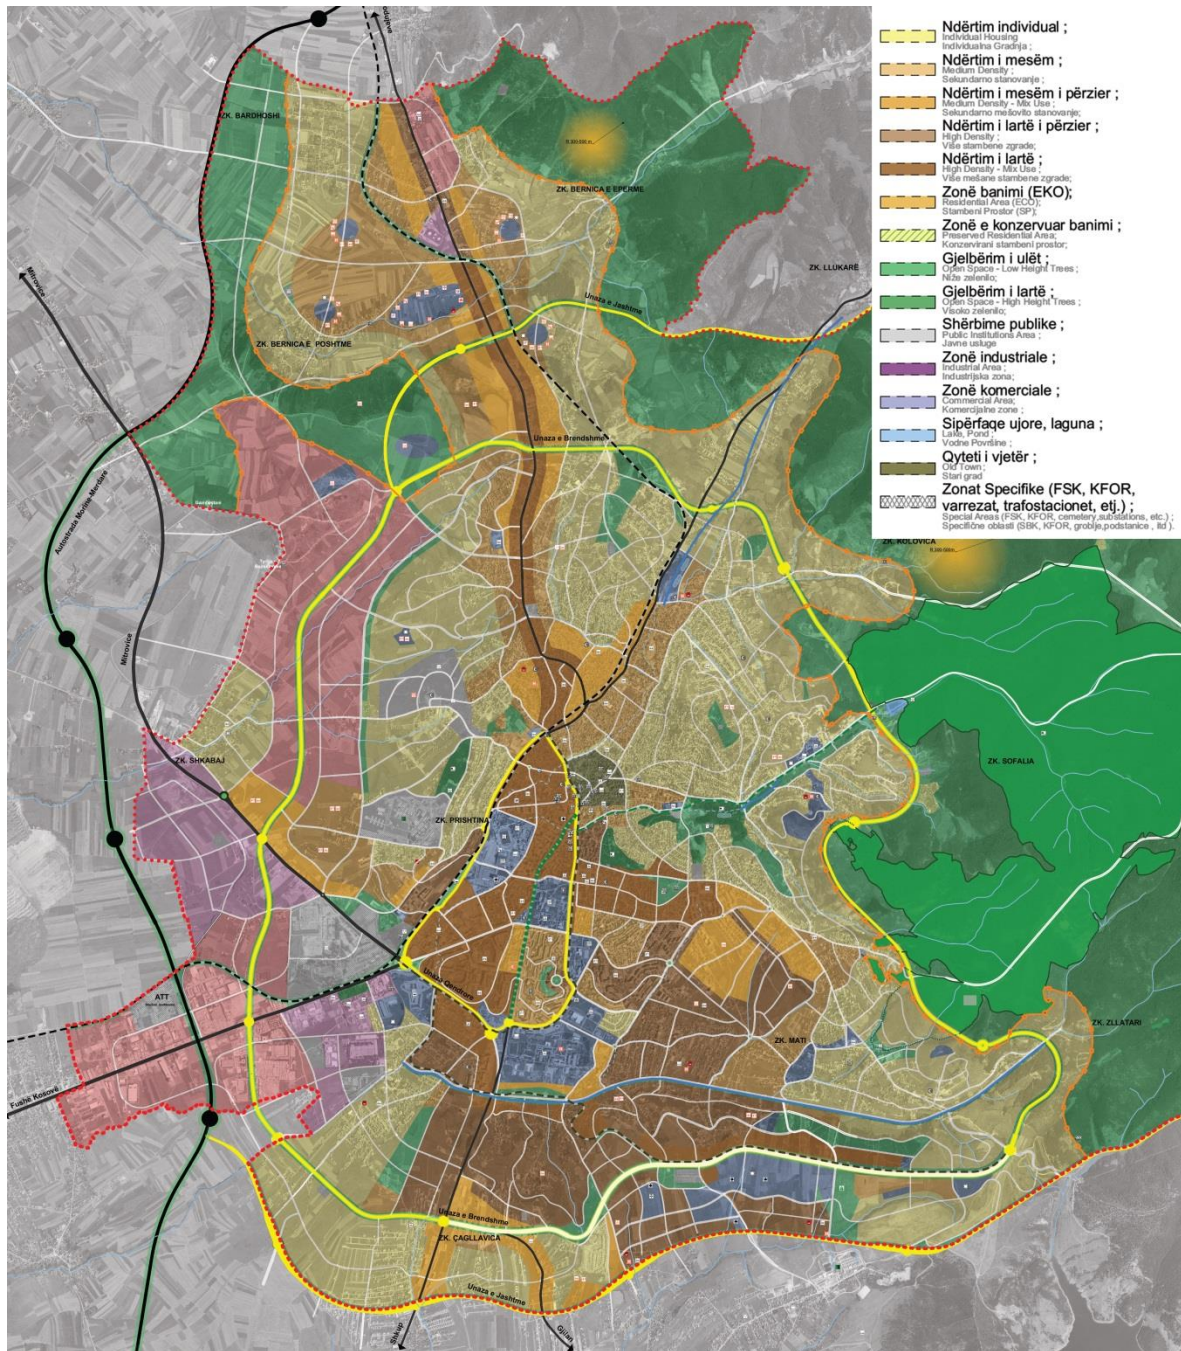 Ndërtim individual ;
Individual Housing
Individualna Gradnja ;
Ndërtim i mesëm ;
Medium Density ;
Sekundarno stanovanje ;
Ndërtim i mesëm i përzier ;
Medium Density - Mix Use ;
Sekundarno mešovito stanovanje;
Ndërtim i lartë i përzier ;
High Density ;
Više stambene zgrade;
Ndërtim i lartë ;
High Density - Mix Use ;
Više mešane stambene zgrade;
Zonë banimi (EKO);
Residential Area (ECO);
Stambeni Prostor (SP);
Zonë e konzervuar banimi ;
Preserved Residential Area;
Konzervirani stambeni prostor;
Gjelbërim i ulët ;
Open Space - Low Height Trees ;
Niže zelenilo;
Gjelbërim i lartë ;
Open Space - High Height Trees ;
Visoko zelenilo;
Shërbime publike ;
Public Institutions Area ;
Javne usluge
Zonë industriale ;
Industrial Area ;
Industrijska zona;
Zonë komerciale ;
Commercial Area;
Komercijalne zone ;
Sipërfaqe ujore, laguna ;
Lake, Pond ;
Vodne Površine ;
Qyteti i vjetër ;
Old Town ;
Stari grad
Zonat Specifike (FSK, KFOR,
varrezat, trafostacionet, etj.) ;
Special Areas (FSK, KFOR, cemetery,substations, etc.) ;
Specifične oblasti (SBK, KFOR, groblje,podstanice , itd ).
ZK. BARDHOSHI
ZK. BERNICA E EPERME
ZK. LLUKARË
Mitrovice
Unaza e Jashtme
ZK. BERNICA E POSHTME
Unaza e Brendshme
Autostrada Morine-Merdare
ZK. KOLOVICA
Mitrovice
ZK. SHKABAJ
ZK. SOFALIA
ZK. PRISHTINA
Unaza Qendrore
ATT
ZK. ZLLATARI
ZK. MATI
Fushë Kosovë
Unaza e Brendshme
ZK. ÇAGLLAVICA
Unaza e Jashtme
Shkup
Gjilan